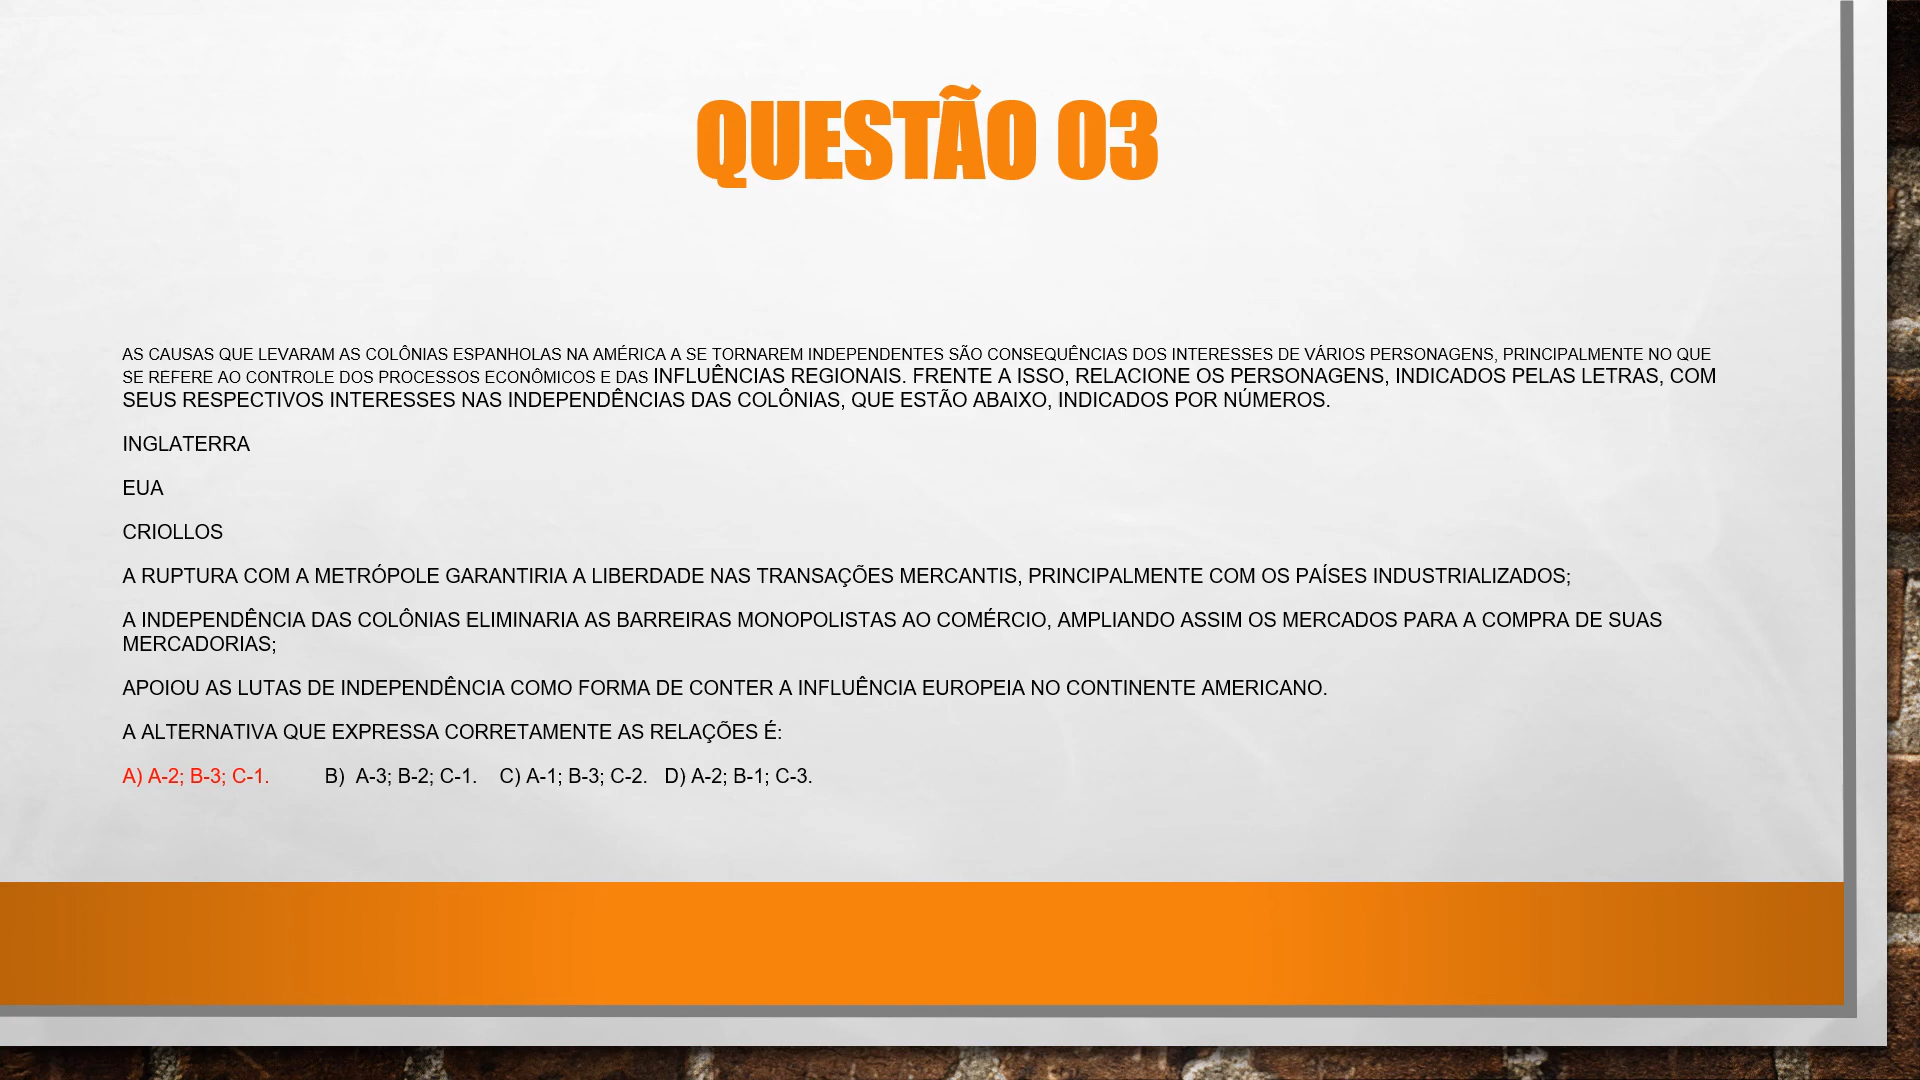 QUESTÃO 03
AS CAUSAS QUE LEVARAM AS COLÔNIAS ESPANHOLAS NA AMÉRICA A SE TORNAREM INDEPENDENTES SÃO CONSEQUÊNCIAS DOS INTERESSES DE VÁRIOS PERSONAGENS, PRINCIPALMENTE NO QUE
SE REFERE AO CONTROLE DOS PROCESSOS ECONÔMICOS E DAS INFLUÊNCIAS REGIONAIS. FRENTE A ISSO, RELACIONE OS PERSONAGENS, INDICADOS PELAS LETRAS, COM
SEUS RESPECTIVOS INTERESSES NAS INDEPENDÊNCIAS DAS COLÔNIAS, QUE ESTÃO ABAIXO, INDICADOS POR NÚMEROS.
INGLATERRA
EUA
CRIOLLOS
A RUPTURA COM A METRÓPOLE GARANTIRIA A LIBERDADE NAS TRANSAÇÕES MERCANTIS, PRINCIPALMENTE COM OS PAÍSES INDUSTRIALIZADOS;
A INDEPENDÊNCIA DAS COLÔNIAS ELIMINARIA AS BARREIRAS MONOPOLISTAS AO COMÉRCIO, AMPLIANDO ASSIM OS MERCADOS PARA A COMPRA DE SUAS
MERCADORIAS;
APOIOU AS LUTAS DE INDEPENDÊNCIA COMO FORMA DE CONTER A INFLUÊNCIA EUROPEIA NO CONTINENTE AMERICANO.
A ALTERNATIVA QUE EXPRESSA CORRETAMENTE AS RELAÇÕES É:
A) A-2; B-3; C-1. B) A-3; B-2; C-1. C) A-1; B-3; C-2. D) A-2; B-1; C-3.